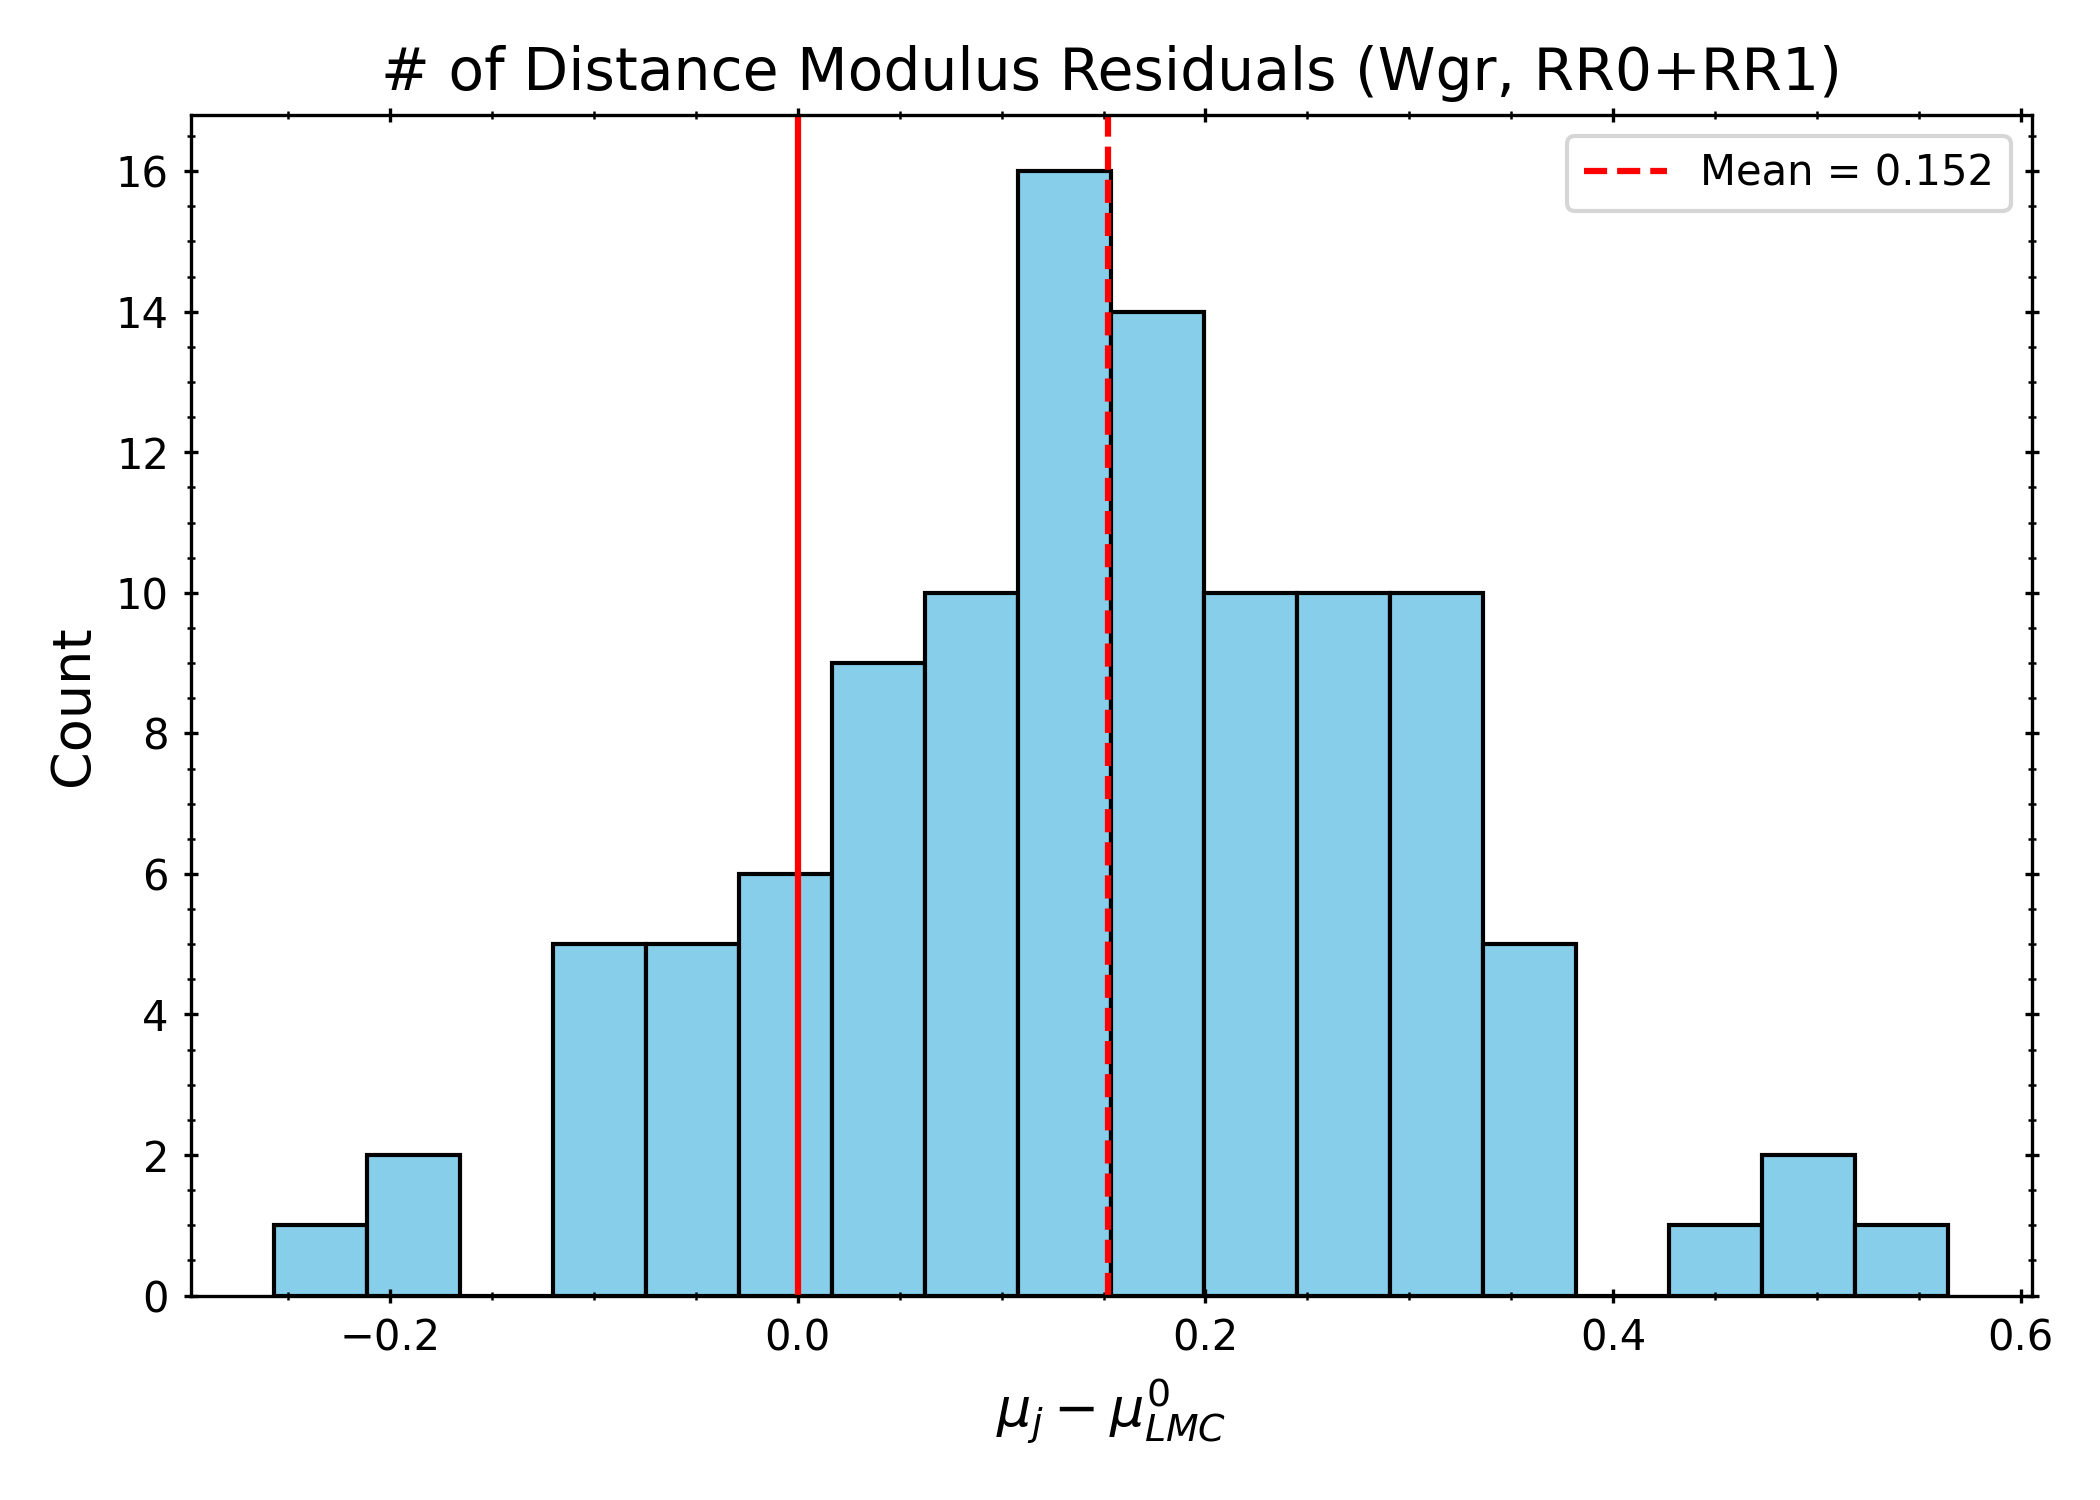 # of Distance Modulus Residuals (Wgr, RR0+RR1)
Mean = 0.152
16
14
12
10
8
6
4
2
0
Count
−0.2 0.0 0.2 0.4 0.6
μj − μ⁰LMC